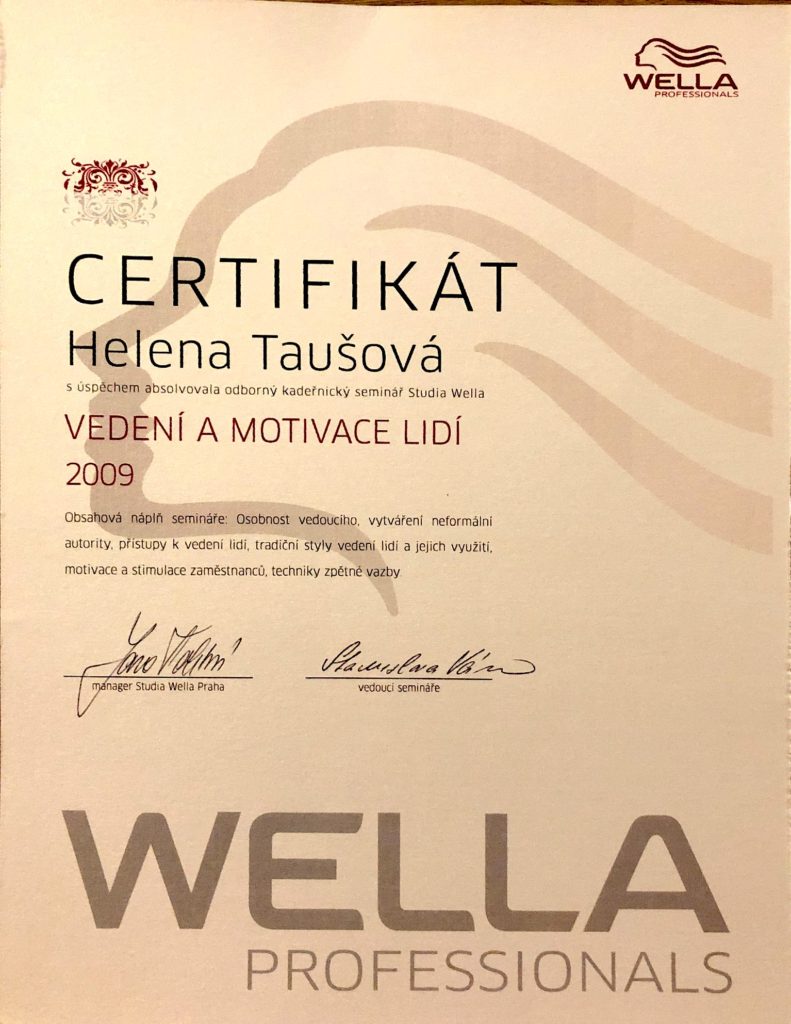 WELLA
PROFESSIONALS
CERTIFIKÁT
Helena Taušová
s úspěchem absolvovala odborný kadeřnický seminář Studia Wella
VEDENÍ A MOTIVACE LIDÍ
2009
Obsahová náplň semináře: Osobnost vedoucího, vytváření neformální
autority, přístupy k vedení lidí, tradiční styly vedení lidí a jejich využití,
motivace a stimulace zaměstnanců, techniky zpětné vazby.
Stanislava
manager Studia Wella Praha
vedoucí semináře
WELLA
PROFESSIONALS